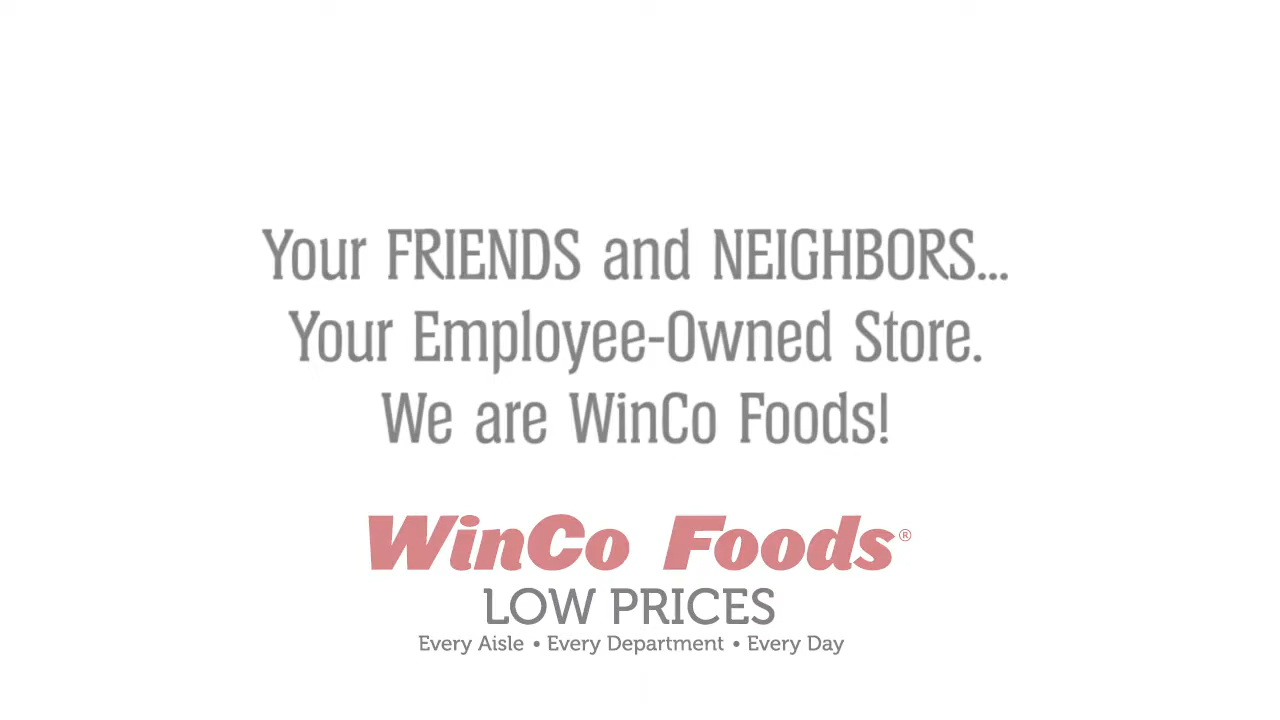 Your FRIENDS and NEIGHBORS...
Your Employee-Owned Store.
We are WinCo Foods!
WinCo Foods®
LOW PRICES
Every Aisle • Every Department • Every Day